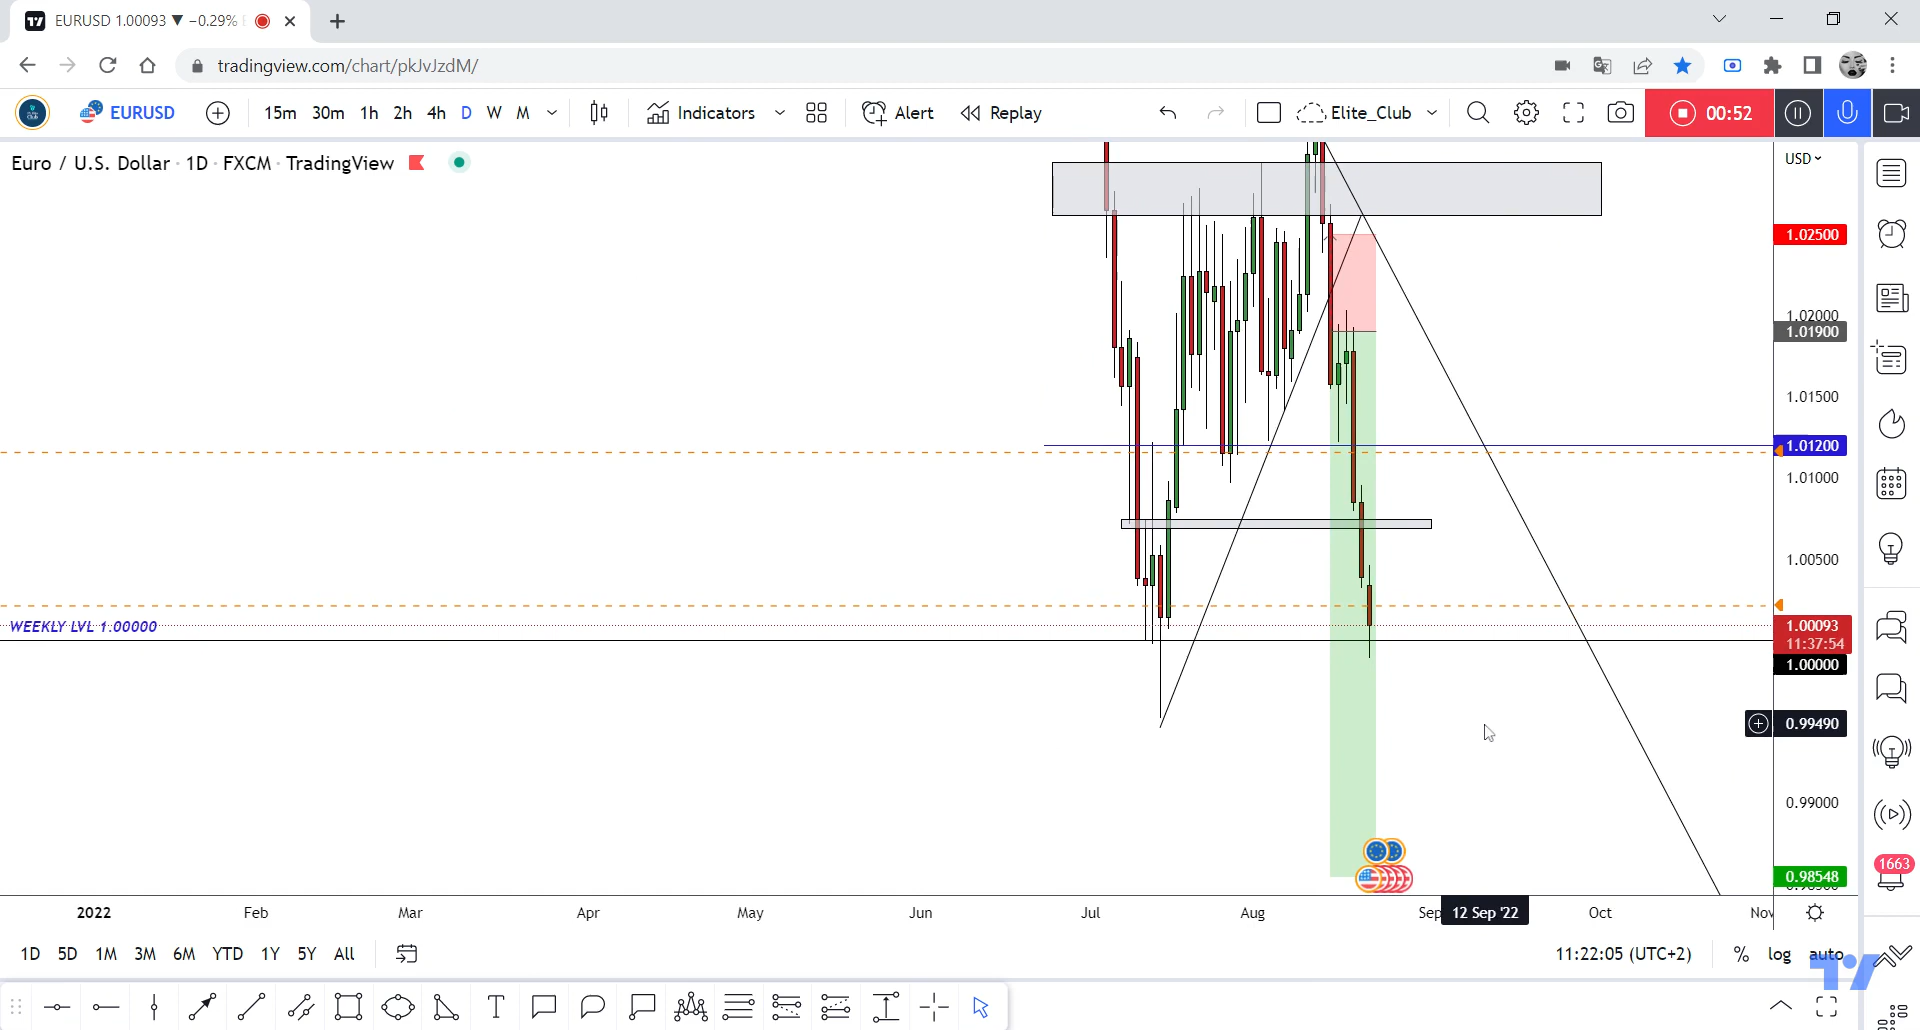 EURUSD 1.00093 ▼ −0.29%
tradingview.com/chart/pkJvJzdM/
EURUSD 15m 30m 1h 2h 4h D W M Indicators Alert Replay Elite_Club 00:52
Euro / U.S. Dollar · 1D · FXCM · TradingView
USD
1.02500
1.02000
1.01900
1.01500
1.01200
1.01000
1.00500
WEEKLY LVL 1.00000
1.00093
11:37:54
1.00000
0.99490
0.99000
1663
0.98548
2022 Feb Mar Apr May Jun Jul Aug Sep 12 Sep '22 Oct Nov
1D 5D 1M 3M 6M YTD 1Y 5Y All 11:22:05 (UTC+2) % log auto